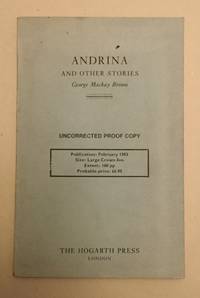 ANDRINA
AND OTHER STORIES
George Mackay Brown
UNCORRECTED PROOF COPY
Publication: February 1983
Size: Large Crown 8vo.
Extent: 160 pp
Probable price: £6.95
THE HOGARTH PRESS
LONDON